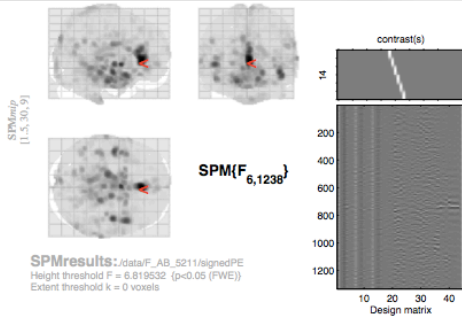 contrast(s)
14
SPMmip
[1.5, 30, 9]
<
<
<
SPM{F6,1238}
200
400
600
800
1000
1200
10 20 30 40
Design matrix
SPMresults: ./data/F_AB_5211/signedPE
Height threshold F = 6.819532 {p<0.05 (FWE)}
Extent threshold k = 0 voxels